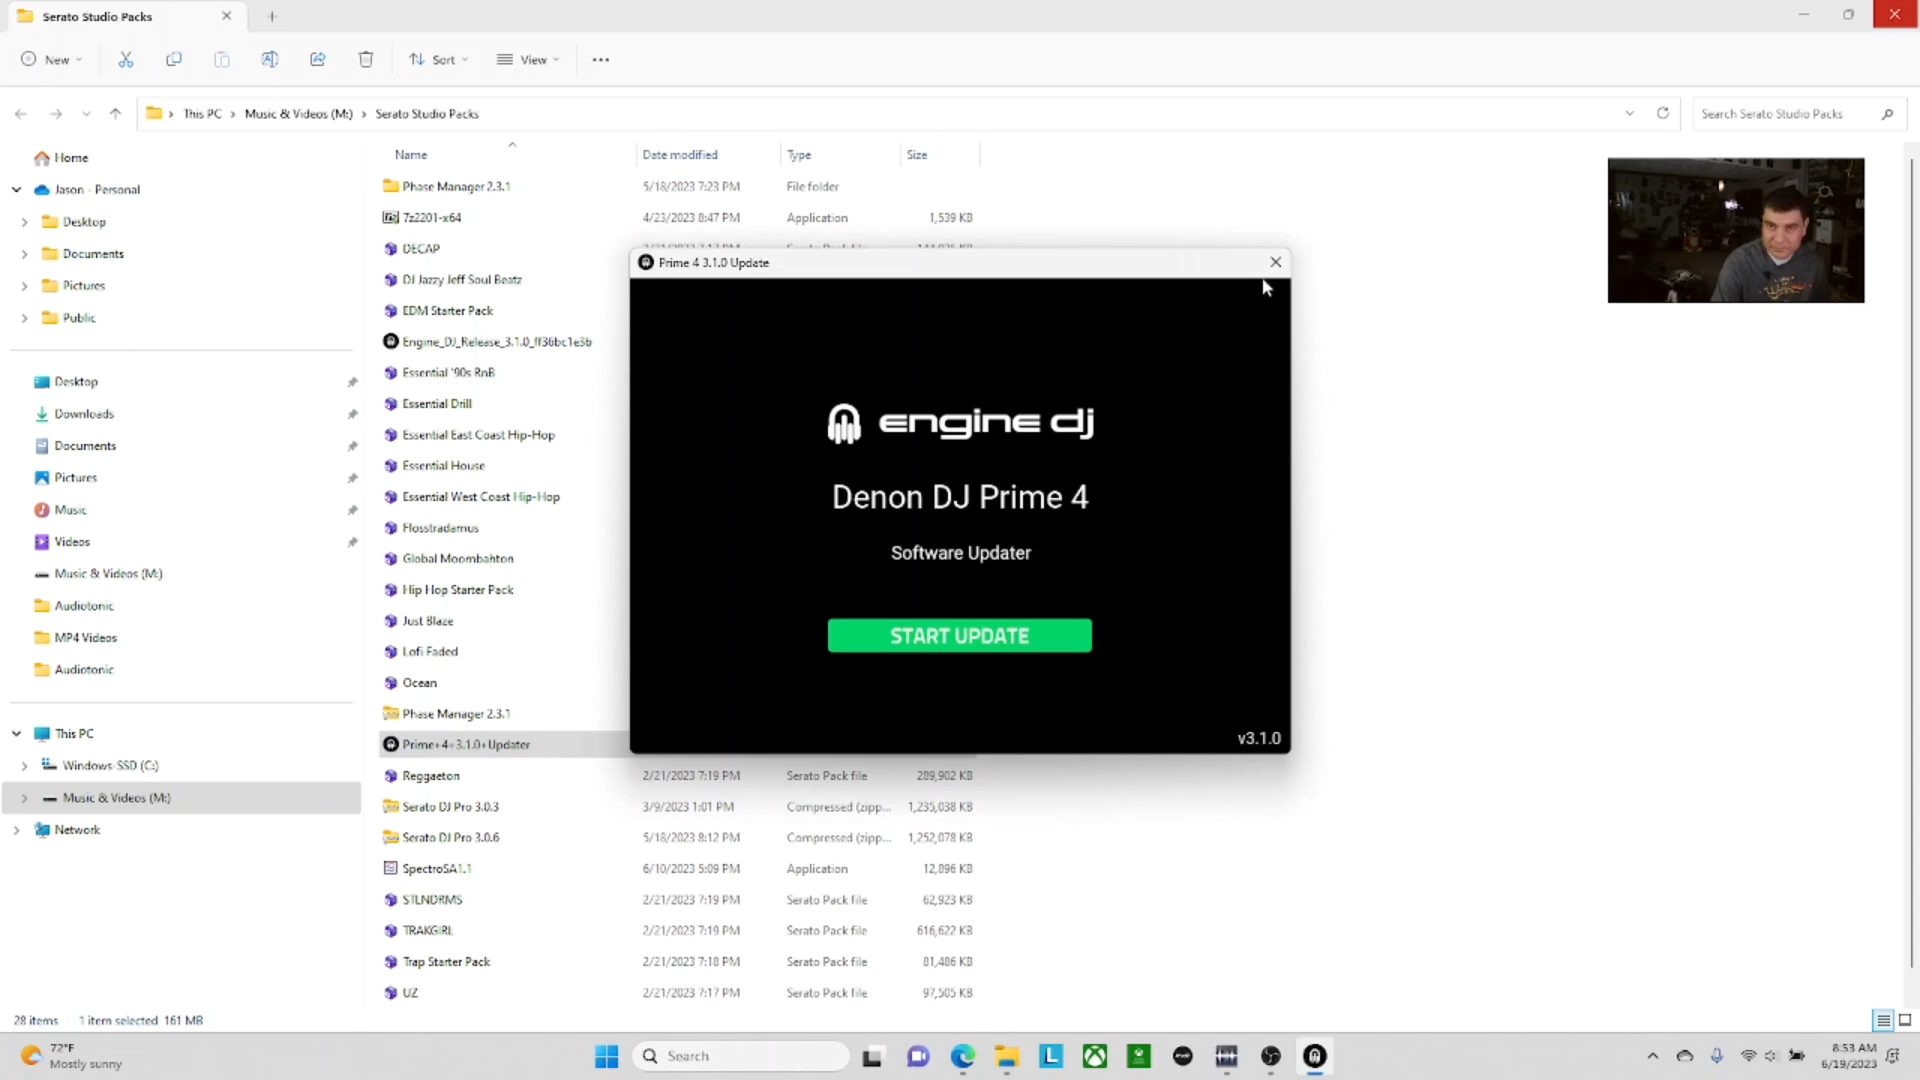 Serato Studio Packs
New
Sort
View
This PC
Music & Videos (M:)
Serato Studio Packs
Search Serato Studio Packs
Home
Jason - Personal
Desktop
Documents
Pictures
Public
Desktop
Downloads
Documents
Pictures
Music
Videos
Music & Videos (M:)
Audiotonic
MP4 Videos
Audiotonic
This PC
Windows-SSD (C:)
Music & Videos (M:)
Network
Name Date modified Type Size
Phase Manager 2.3.1 5/18/2023 7:23 PM File folder
7z2201-x64 4/23/2023 8:47 PM Application 1,539 KB
DECAP
DJ Jazzy Jeff Soul Beatz
EDM Starter Pack
Engine_DJ_Release_3.1.0_ff36bc1e3b
Essential '90s RnB
Essential Drill
Essential East Coast Hip-Hop
Essential House
Essential West Coast Hip-Hop
Flosstradamus
Global Moombahton
Hip Hop Starter Pack
Just Blaze
Lofi Faded
Ocean
Phase Manager 2.3.1
Prime+4+3.1.0+Updater
Reggaeton 2/21/2023 7:19 PM Serato Pack file 289,902 KB
Serato DJ Pro 3.0.3 3/9/2023 1:01 PM Compressed (zipp... 1,235,038 KB
Serato DJ Pro 3.0.6 5/18/2023 8:12 PM Compressed (zipp... 1,252,078 KB
SpectroSA1.1 6/10/2023 5:09 PM Application 12,896 KB
STLNDRMS 2/21/2023 7:19 PM Serato Pack file 62,923 KB
TRAKGIRL 2/21/2023 7:19 PM Serato Pack file 616,622 KB
Trap Starter Pack 2/21/2023 7:18 PM Serato Pack file 81,486 KB
UZ 2/21/2023 7:17 PM Serato Pack file 97,505 KB
Prime 4 3.1.0 Update
engine dj
Denon DJ Prime 4
Software Updater
START UPDATE
v3.1.0
28 items 1 item selected 161 MB
72°F
Mostly sunny
Search
L
8:53 AM
6/19/2023